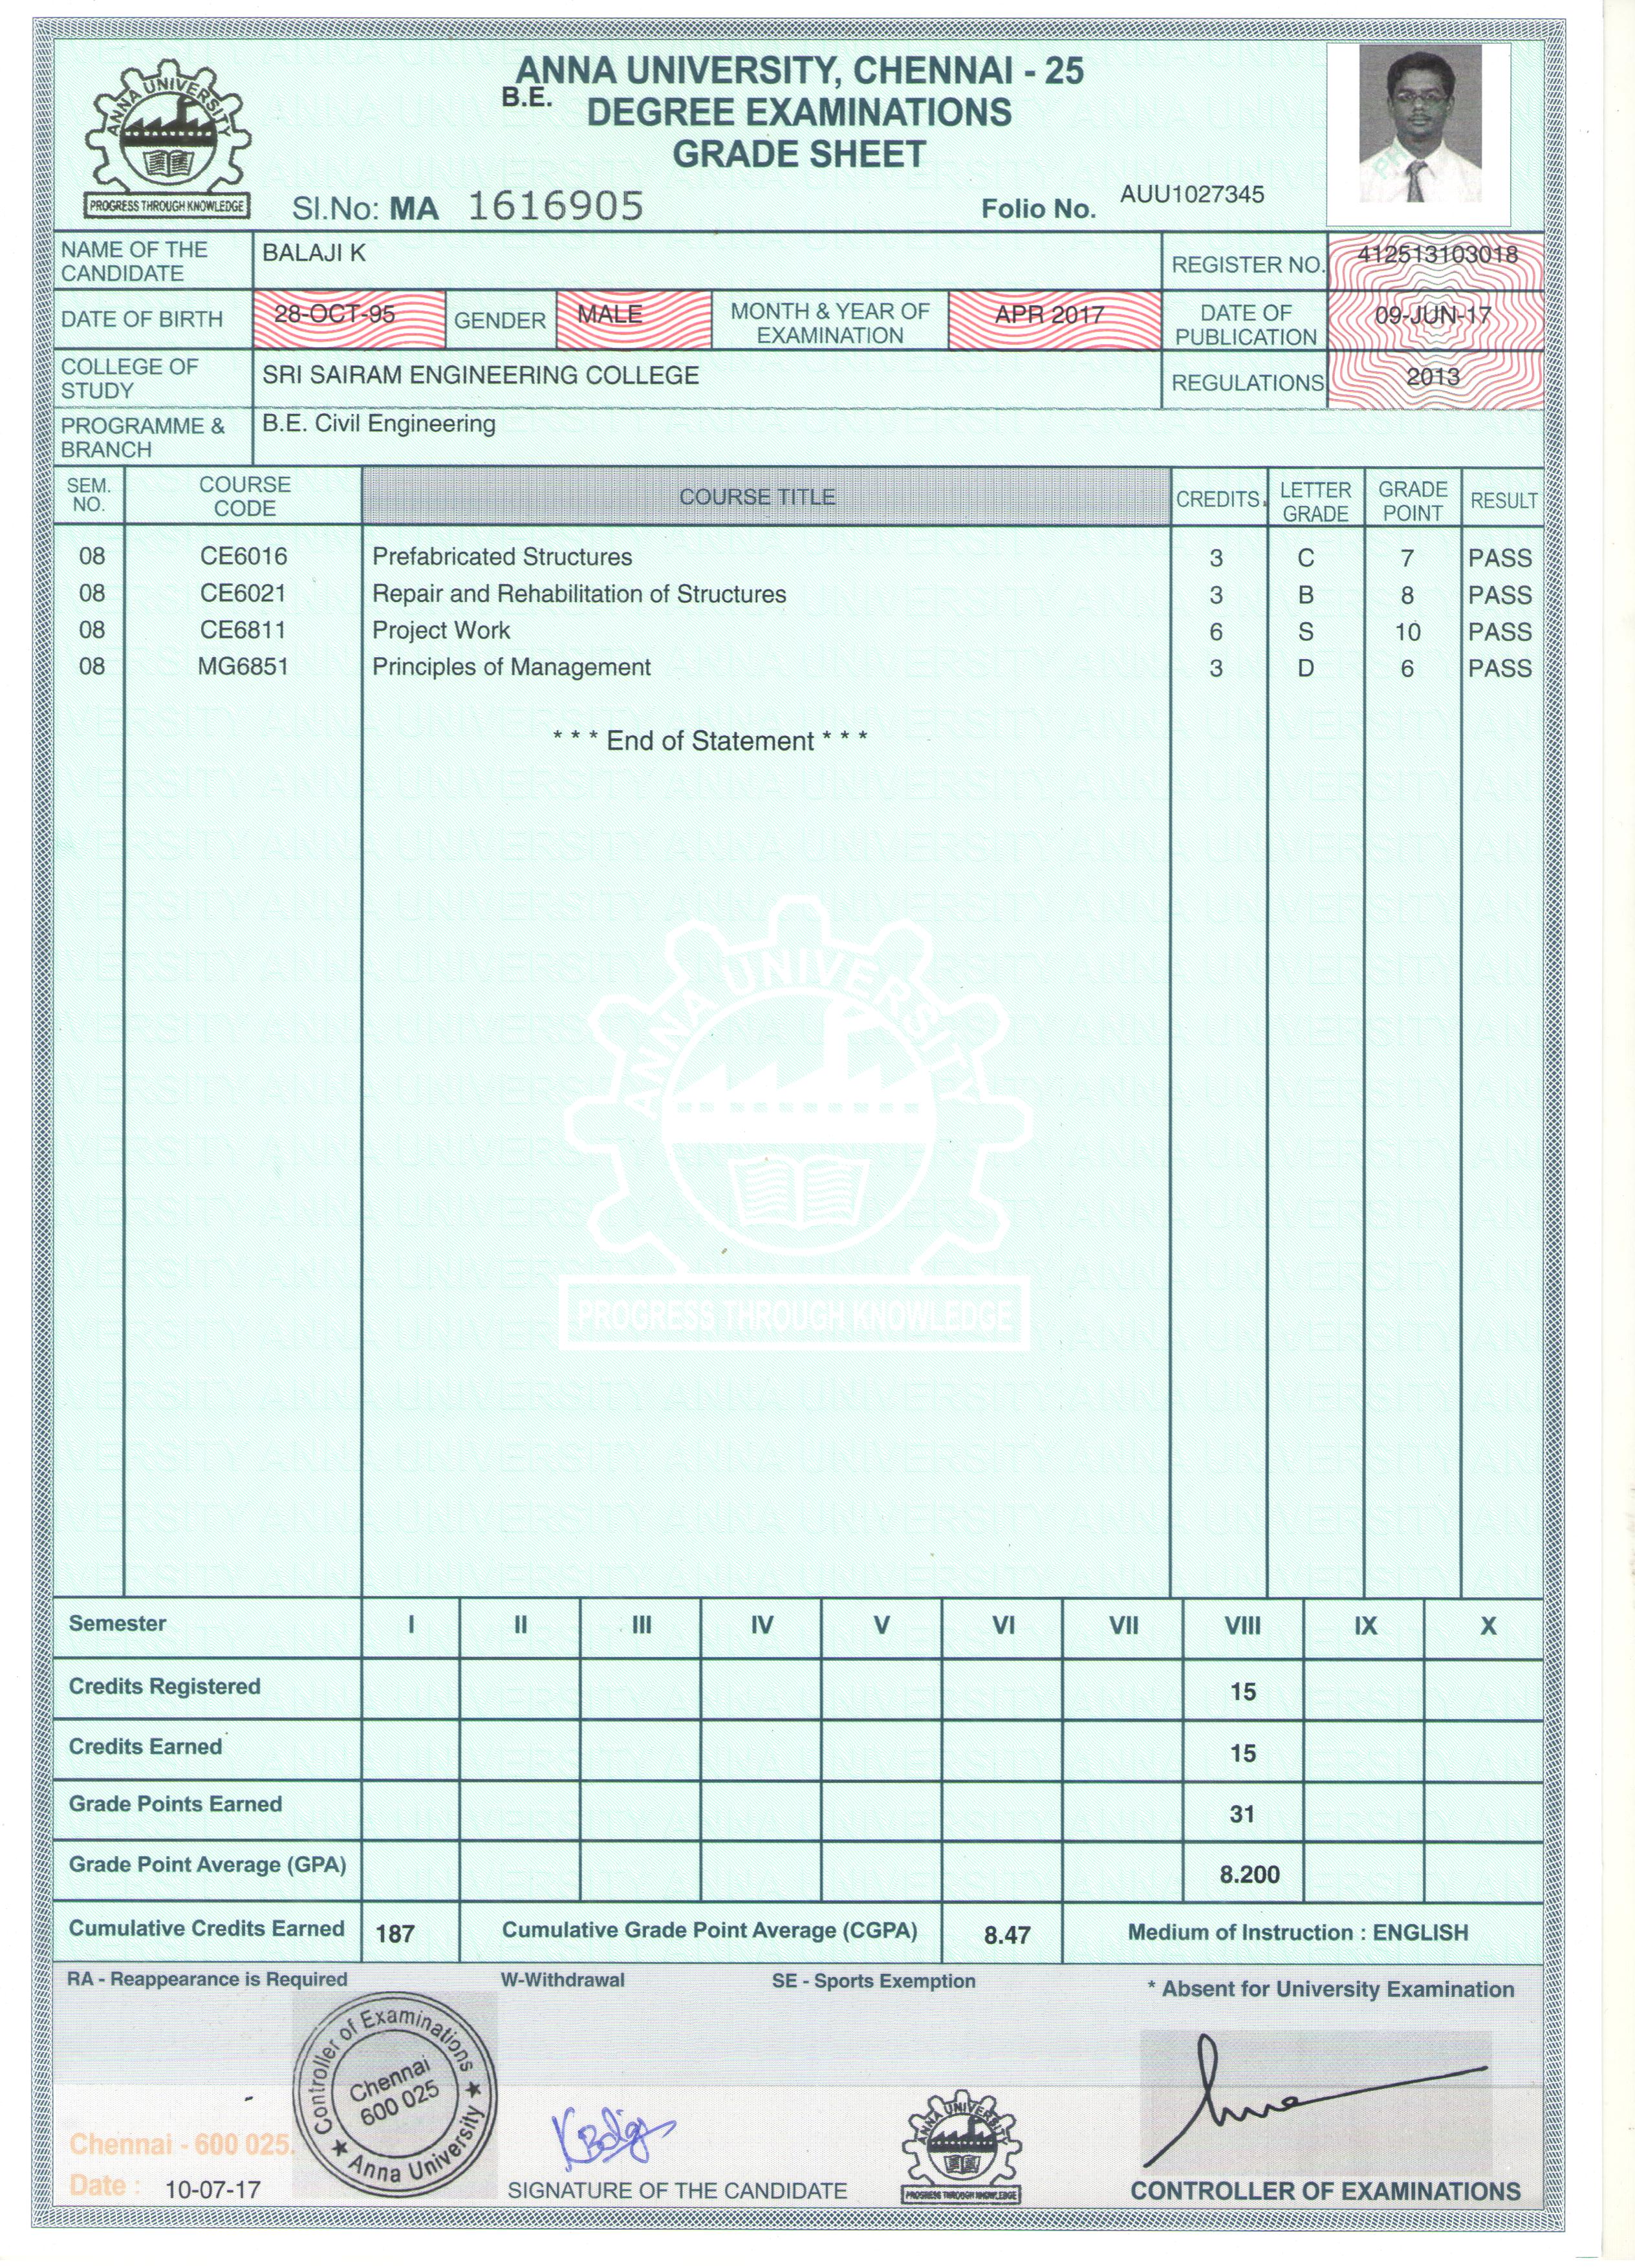 ANNA UNIVERSITY
PROGRESS THROUGH KNOWLEDGE
ANNA UNIVERSITY, CHENNAI - 25
B.E. DEGREE EXAMINATIONS
GRADE SHEET
Sl.No: MA 1616905
Folio No. AUU1027345
NAME OF THE CANDIDATE BALAJI K REGISTER NO. 412513103018
DATE OF BIRTH 28-OCT-95 GENDER MALE MONTH & YEAR OF EXAMINATION APR 2017 DATE OF PUBLICATION 09-JUN-17
COLLEGE OF STUDY SRI SAIRAM ENGINEERING COLLEGE REGULATIONS 2013
PROGRAMME & BRANCH B.E. Civil Engineering
SEM. NO. COURSE CODE COURSE TITLE CREDITS LETTER GRADE GRADE POINT RESULT
08 CE6016 Prefabricated Structures 3 C 7 PASS
08 CE6021 Repair and Rehabilitation of Structures 3 B 8 PASS
08 CE6811 Project Work 6 S 10 PASS
08 MG6851 Principles of Management 3 D 6 PASS
* * * End of Statement * * *
ANNA UNIVERSITY
PROGRESS THROUGH KNOWLEDGE
Semester I II III IV V VI VII VIII IX X
Credits Registered 15
Credits Earned 15
Grade Points Earned 31
Grade Point Average (GPA) 8.200
Cumulative Credits Earned 187 Cumulative Grade Point Average (CGPA) 8.47 Medium of Instruction : ENGLISH
RA - Reappearance is Required W-Withdrawal SE - Sports Exemption * Absent for University Examination
Controller of Examinations
Chennai
600 025
★ Anna University ★
Chennai - 600 025.
Date : 10-07-17
SIGNATURE OF THE CANDIDATE
ANNA UNIVERSITY
PROGRESS THROUGH KNOWLEDGE
CONTROLLER OF EXAMINATIONS